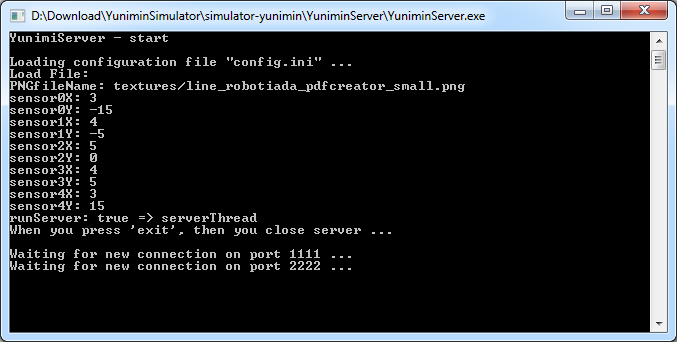 D:\Download\YuniminSimulator\simulator-yunimin\YuniminServer\YuniminServer.exe
YunimiServer - start
Loading configuration file "config.ini" ...
Load File:
PNGfileName: textures/line_robotiada_pdfcreator_small.png
sensor0X: 3
sensor0Y: -15
sensor1X: 4
sensor1Y: -5
sensor2X: 5
sensor2Y: 0
sensor3X: 4
sensor3Y: 5
sensor4X: 3
sensor4Y: 15
runServer: true => serverThread
When you press 'exit', then you close server ...
Waiting for new connection on port 1111 ...
Waiting for new connection on port 2222 ...